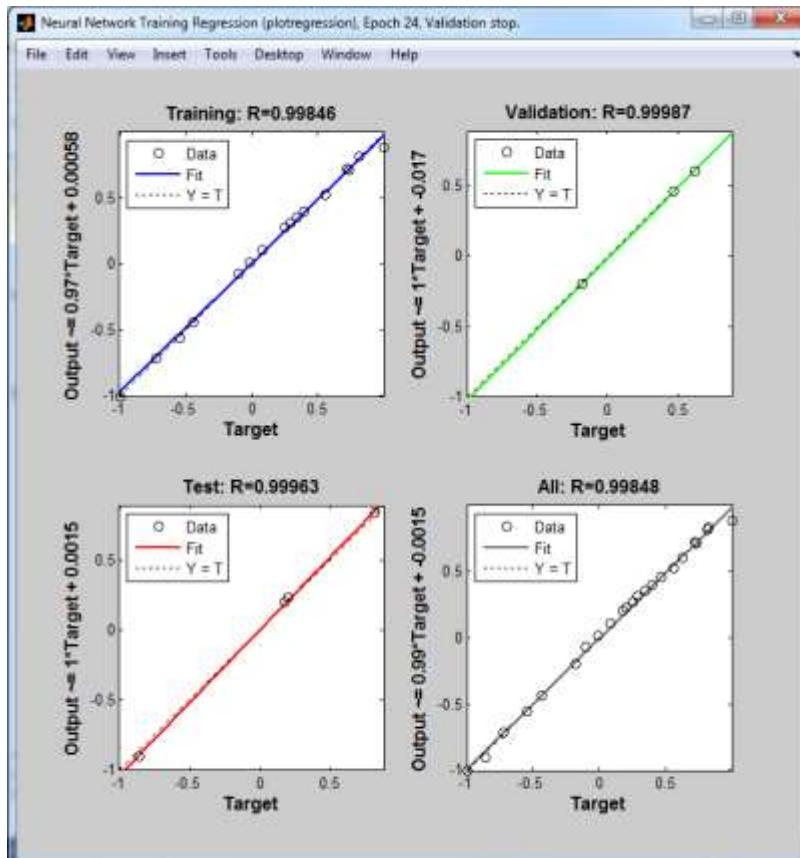 Neural Network Training Regression (plotregression), Epoch 24, Validation stop.
File Edit View Insert Tools Desktop Window Help
Training: R=0.99846
Output ~= 0.97*Target + 0.00058
Data
Fit
Y = T
0.5
0
-0.5
-1
-1 -0.5 0 0.5
Target
Validation: R=0.99987
Output ~= 1*Target + -0.017
Data
Fit
Y = T
0.5
0
-0.5
-1
-1 -0.5 0 0.5
Target
Test: R=0.99963
Output ~= 1*Target + 0.0015
Data
Fit
Y = T
0.5
0
-0.5
-1
-1 -0.5 0 0.5
Target
All: R=0.99848
Output ~= 0.99*Target + -0.0015
Data
Fit
Y = T
0.5
0
-0.5
-1
-1 -0.5 0 0.5
Target